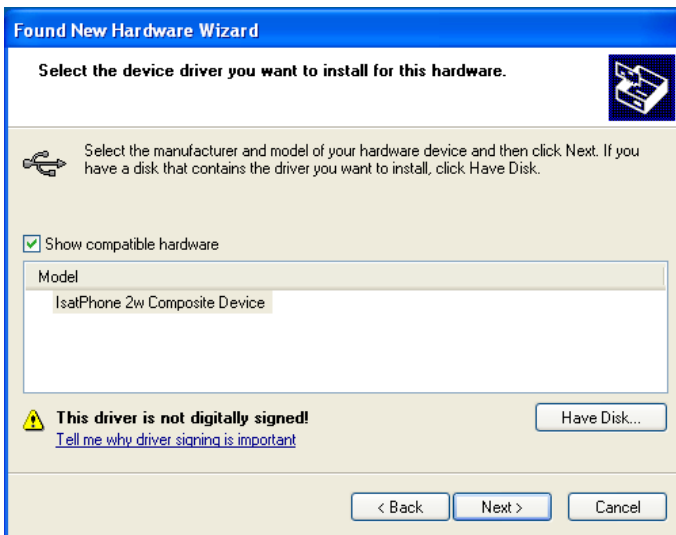 Found New Hardware Wizard
Select the device driver you want to install for this hardware.
Select the manufacturer and model of your hardware device and then click Next. If you
have a disk that contains the driver you want to install, click Have Disk.
Show compatible hardware
Model
IsatPhone 2w Composite Device
This driver is not digitally signed!
Have Disk...
Tell me why driver signing is important
< Back
Next >
Cancel